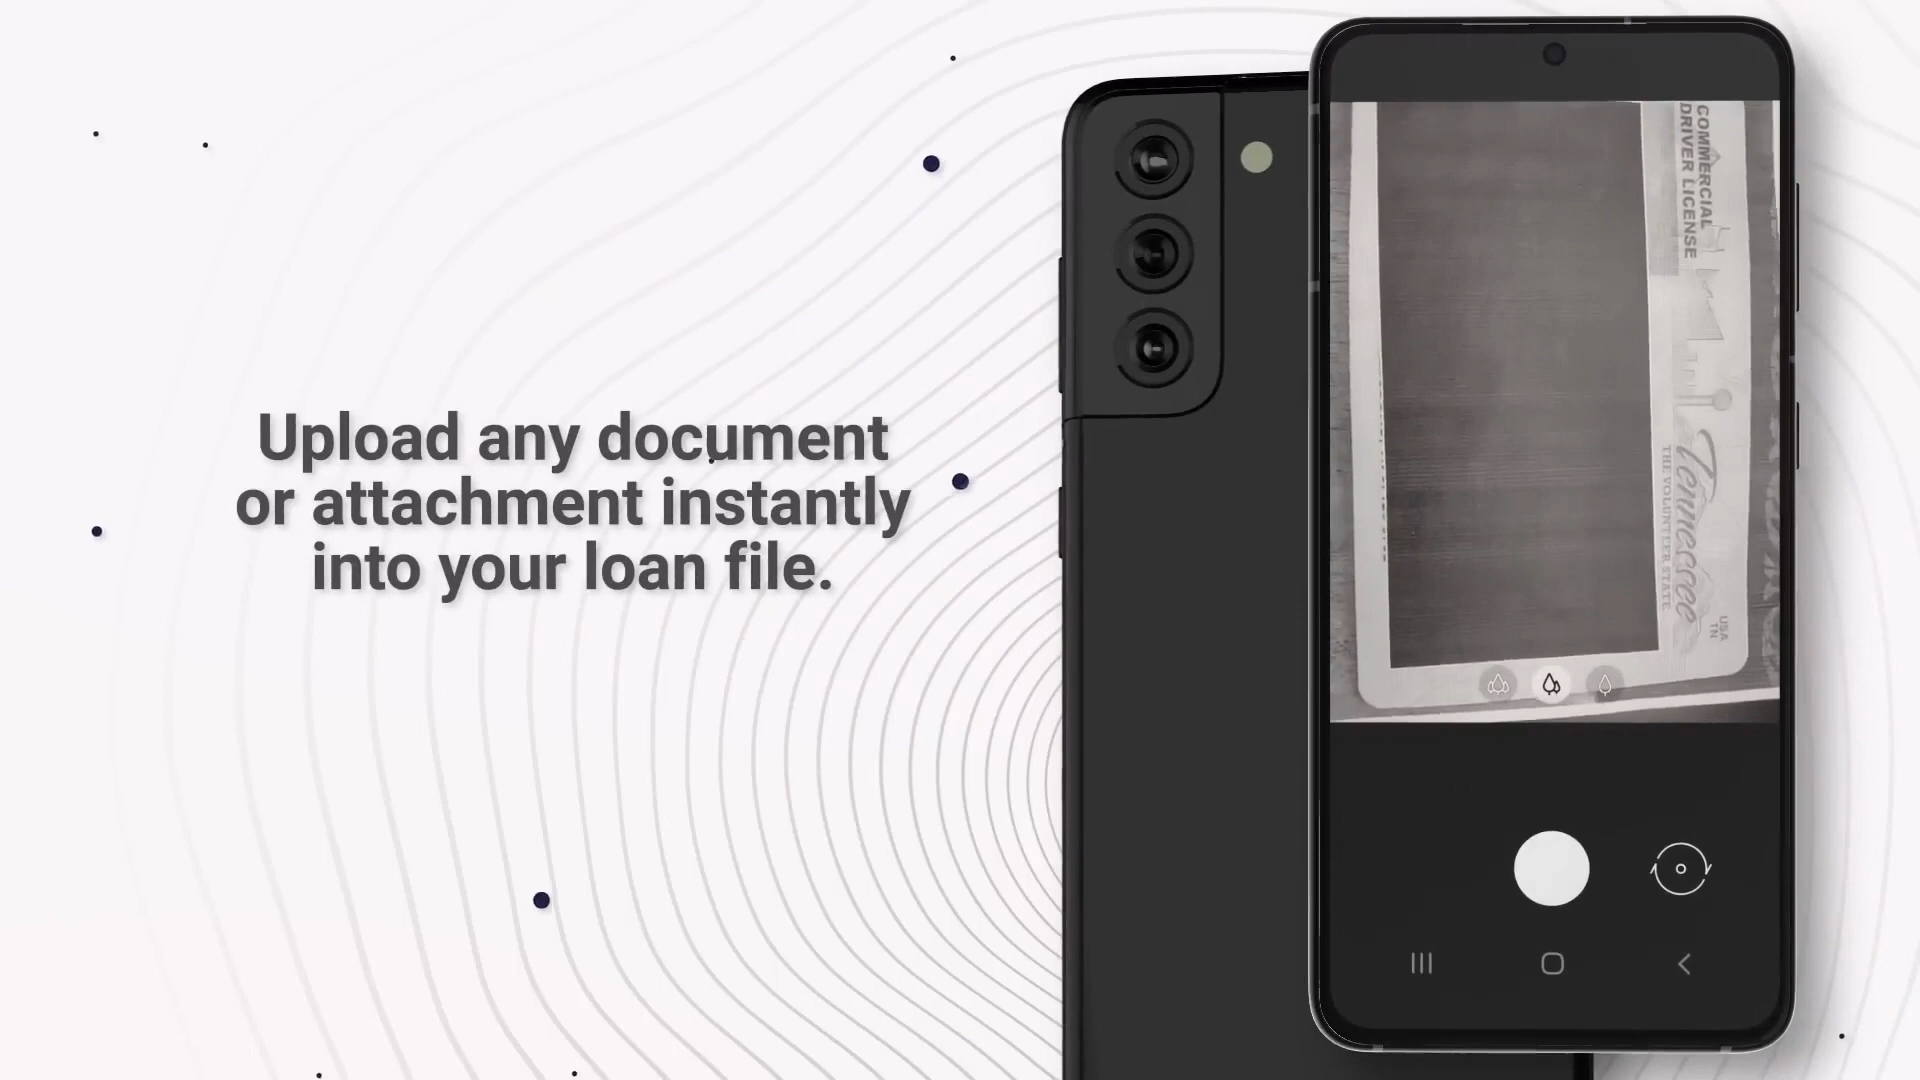 Upload any document
or attachment instantly
into your loan file.
COMMERCIAL
DRIVER LICENSE
Tennessee
THE VOLUNTEER STATE
USA
TN